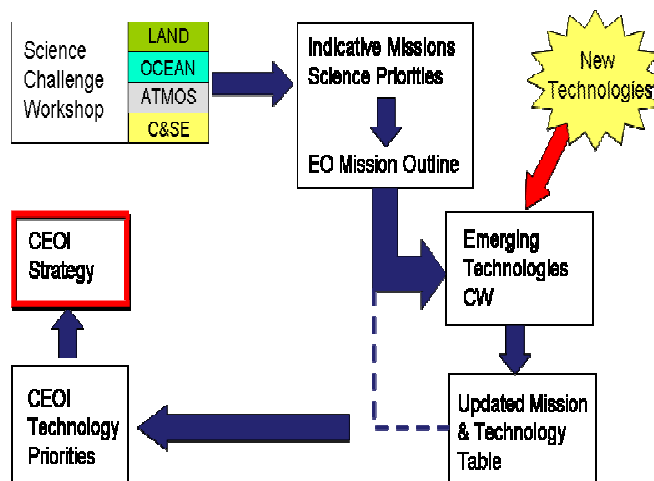 Science
Challenge
Workshop
LAND
OCEAN
ATMOS
C&SE
Indicative Missions
Science Priorities
EO Mission Outline
New
Technologies
Emerging
Technologies
CW
Updated Mission
& Technology
Table
CEOI
Technology
Priorities
CEOI
Strategy